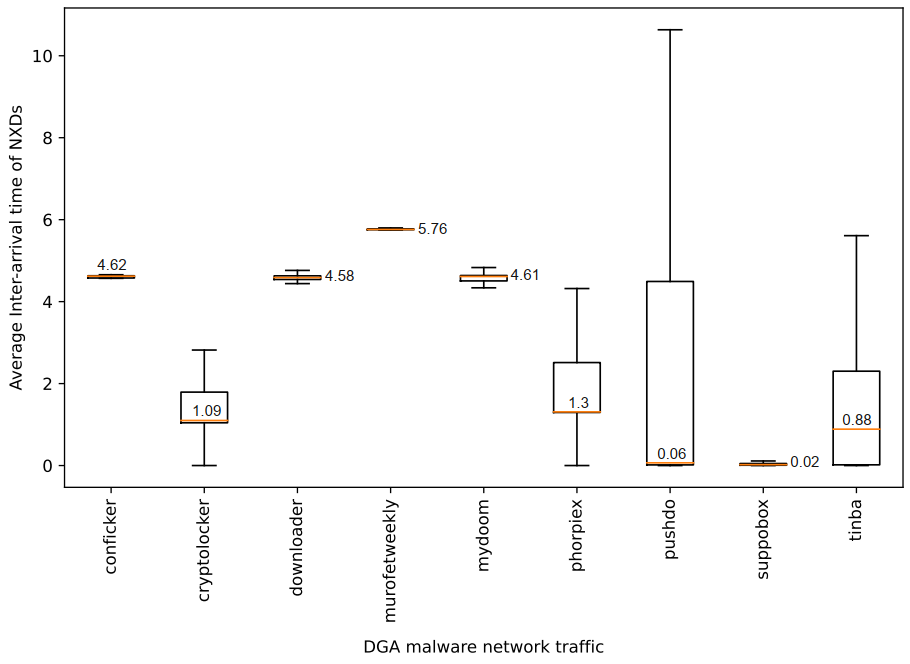 Average Inter-arrival time of NXDs
10
8
6
4
2
0
4.62
1.09
4.58
5.76
4.61
1.3
0.06
0.02
0.88
conficker
cryptolocker
downloader
murofetweekly
mydoom
phorpiex
pushdo
suppobox
tinba
DGA malware network traffic